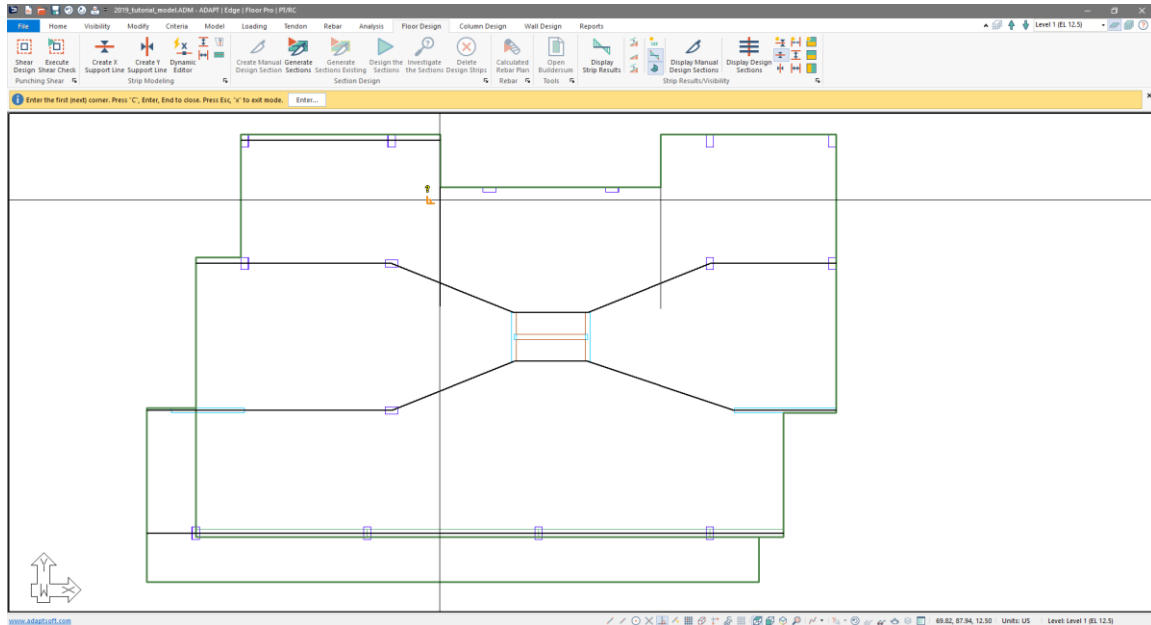 2019_tutorial_model.ADM - ADAPT | Edge | Floor Pro | PT/RC
File Home Visibility Modify Criteria Model Loading Tendon Rebar Analysis Floor Design Column Design Wall Design Reports Level 1 (EL 12.5)
Shear Design Execute Shear Check Create X Support Line Create Y Support Line Dynamic Editor Create Manual Design Section Generate Sections Generate Sections Existing Design the Sections Investigate the Sections Delete Design Strips Calculated Rebar Plan Open Builderium Display Strip Results Display Manual Design Sections Display Design Sections
Punching Shear Strip Modeling Section Design Rebar Tools Strip Results/Visibility
Enter the first (next) corner. Press 'C', Enter, End to close. Press Esc, 'x' to exit mode. Enter...
Y
W X
www.adaptsoft.com 69.82, 87.94, 12.50 Units: US Level: Level 1 (EL 12.5)